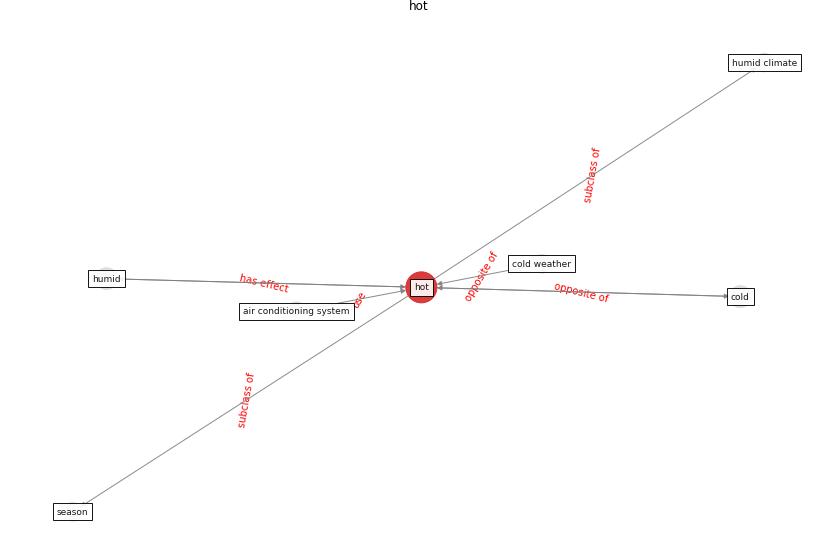 hot
humid climate
subclass of
opposite of
cold weather
humid
has effect
hot
opposite of
cold
air conditioning system
subclass of
season